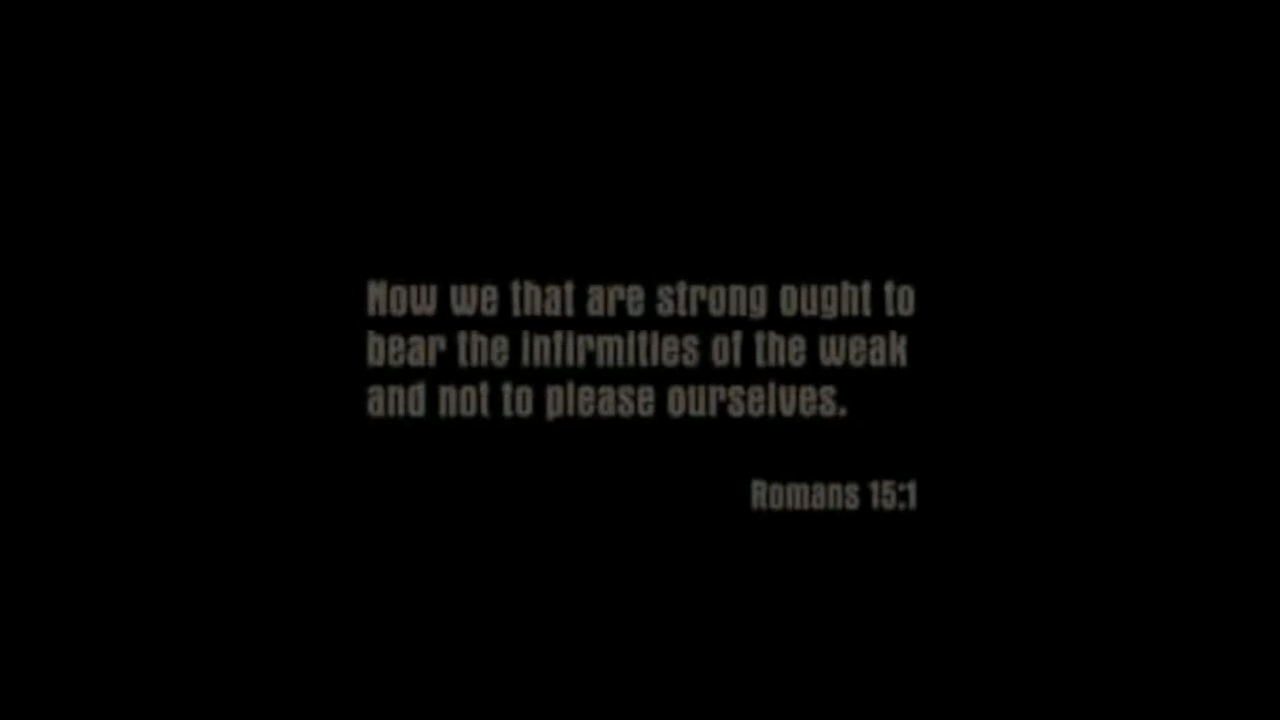 Now we that are strong ought to
bear the infirmities of the weak
and not to please ourselves.
Romans 15:1